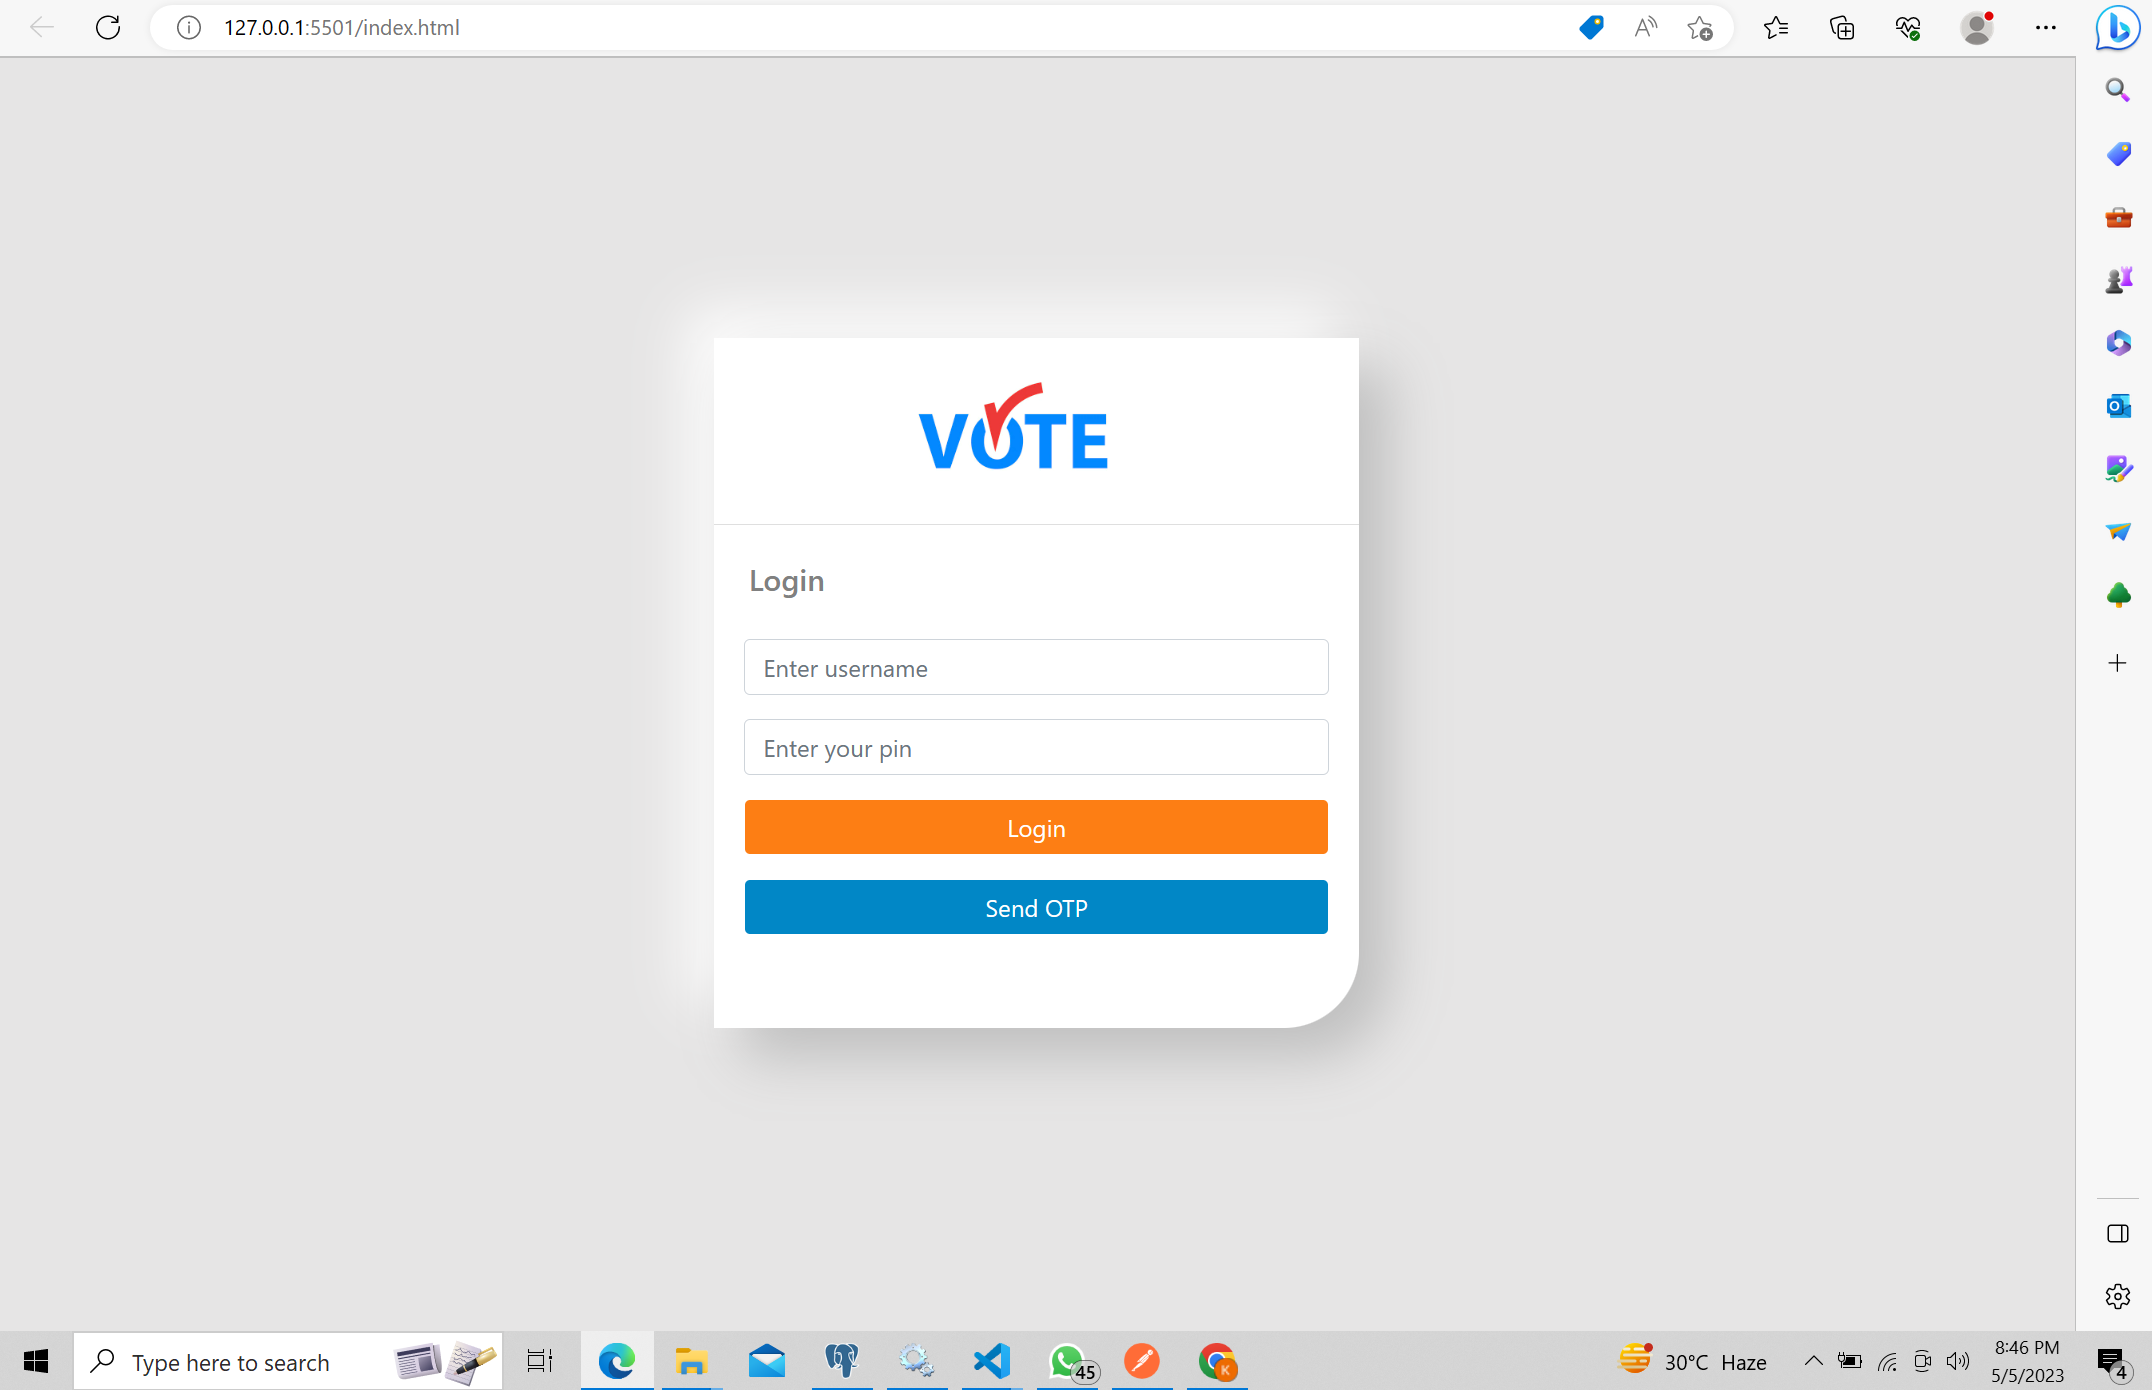 127.0.0.1:5501/index.html
VOTE
Login
Enter username
Enter your pin
Login
Send OTP
Type here to search
45
K
30°C Haze
8:46 PM
5/5/2023
4